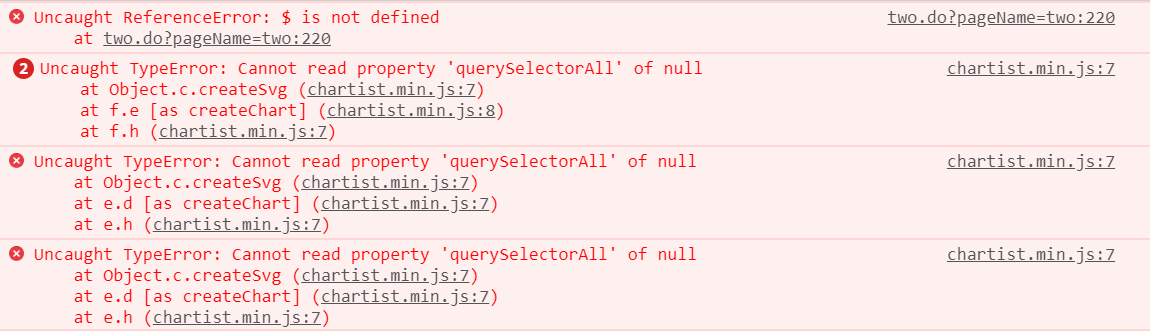 Uncaught ReferenceError: $ is not defined two.do?pageName=two:220
at two.do?pageName=two:220
2 Uncaught TypeError: Cannot read property 'querySelectorAll' of null chartist.min.js:7
at Object.c.createSvg (chartist.min.js:7)
at f.e [as createChart] (chartist.min.js:8)
at f.h (chartist.min.js:7)
Uncaught TypeError: Cannot read property 'querySelectorAll' of null chartist.min.js:7
at Object.c.createSvg (chartist.min.js:7)
at e.d [as createChart] (chartist.min.js:7)
at e.h (chartist.min.js:7)
Uncaught TypeError: Cannot read property 'querySelectorAll' of null chartist.min.js:7
at Object.c.createSvg (chartist.min.js:7)
at e.d [as createChart] (chartist.min.js:7)
at e.h (chartist.min.js:7)